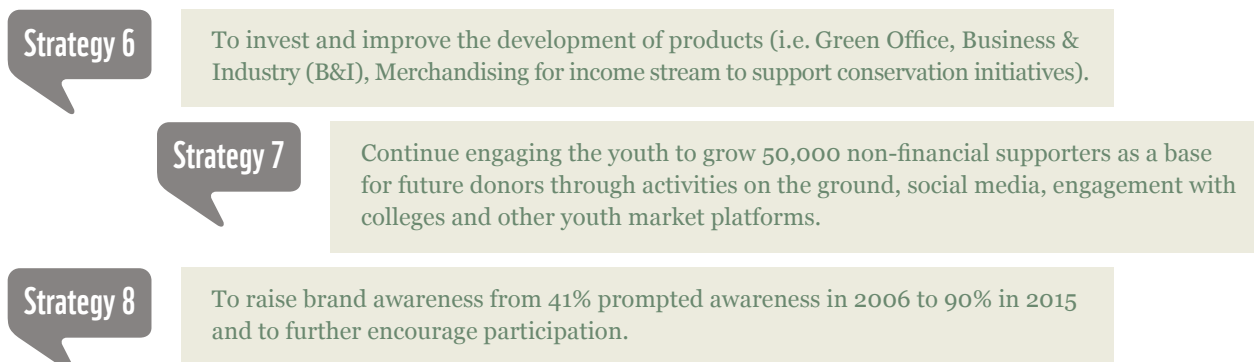 Strategy 6
To invest and improve the development of products (i.e. Green Office, Business &
Industry (B&I), Merchandising for income stream to support conservation initiatives).
Strategy 7
Continue engaging the youth to grow 50,000 non-financial supporters as a base
for future donors through activities on the ground, social media, engagement with
colleges and other youth market platforms.
Strategy 8
To raise brand awareness from 41% prompted awareness in 2006 to 90% in 2015
and to further encourage participation.